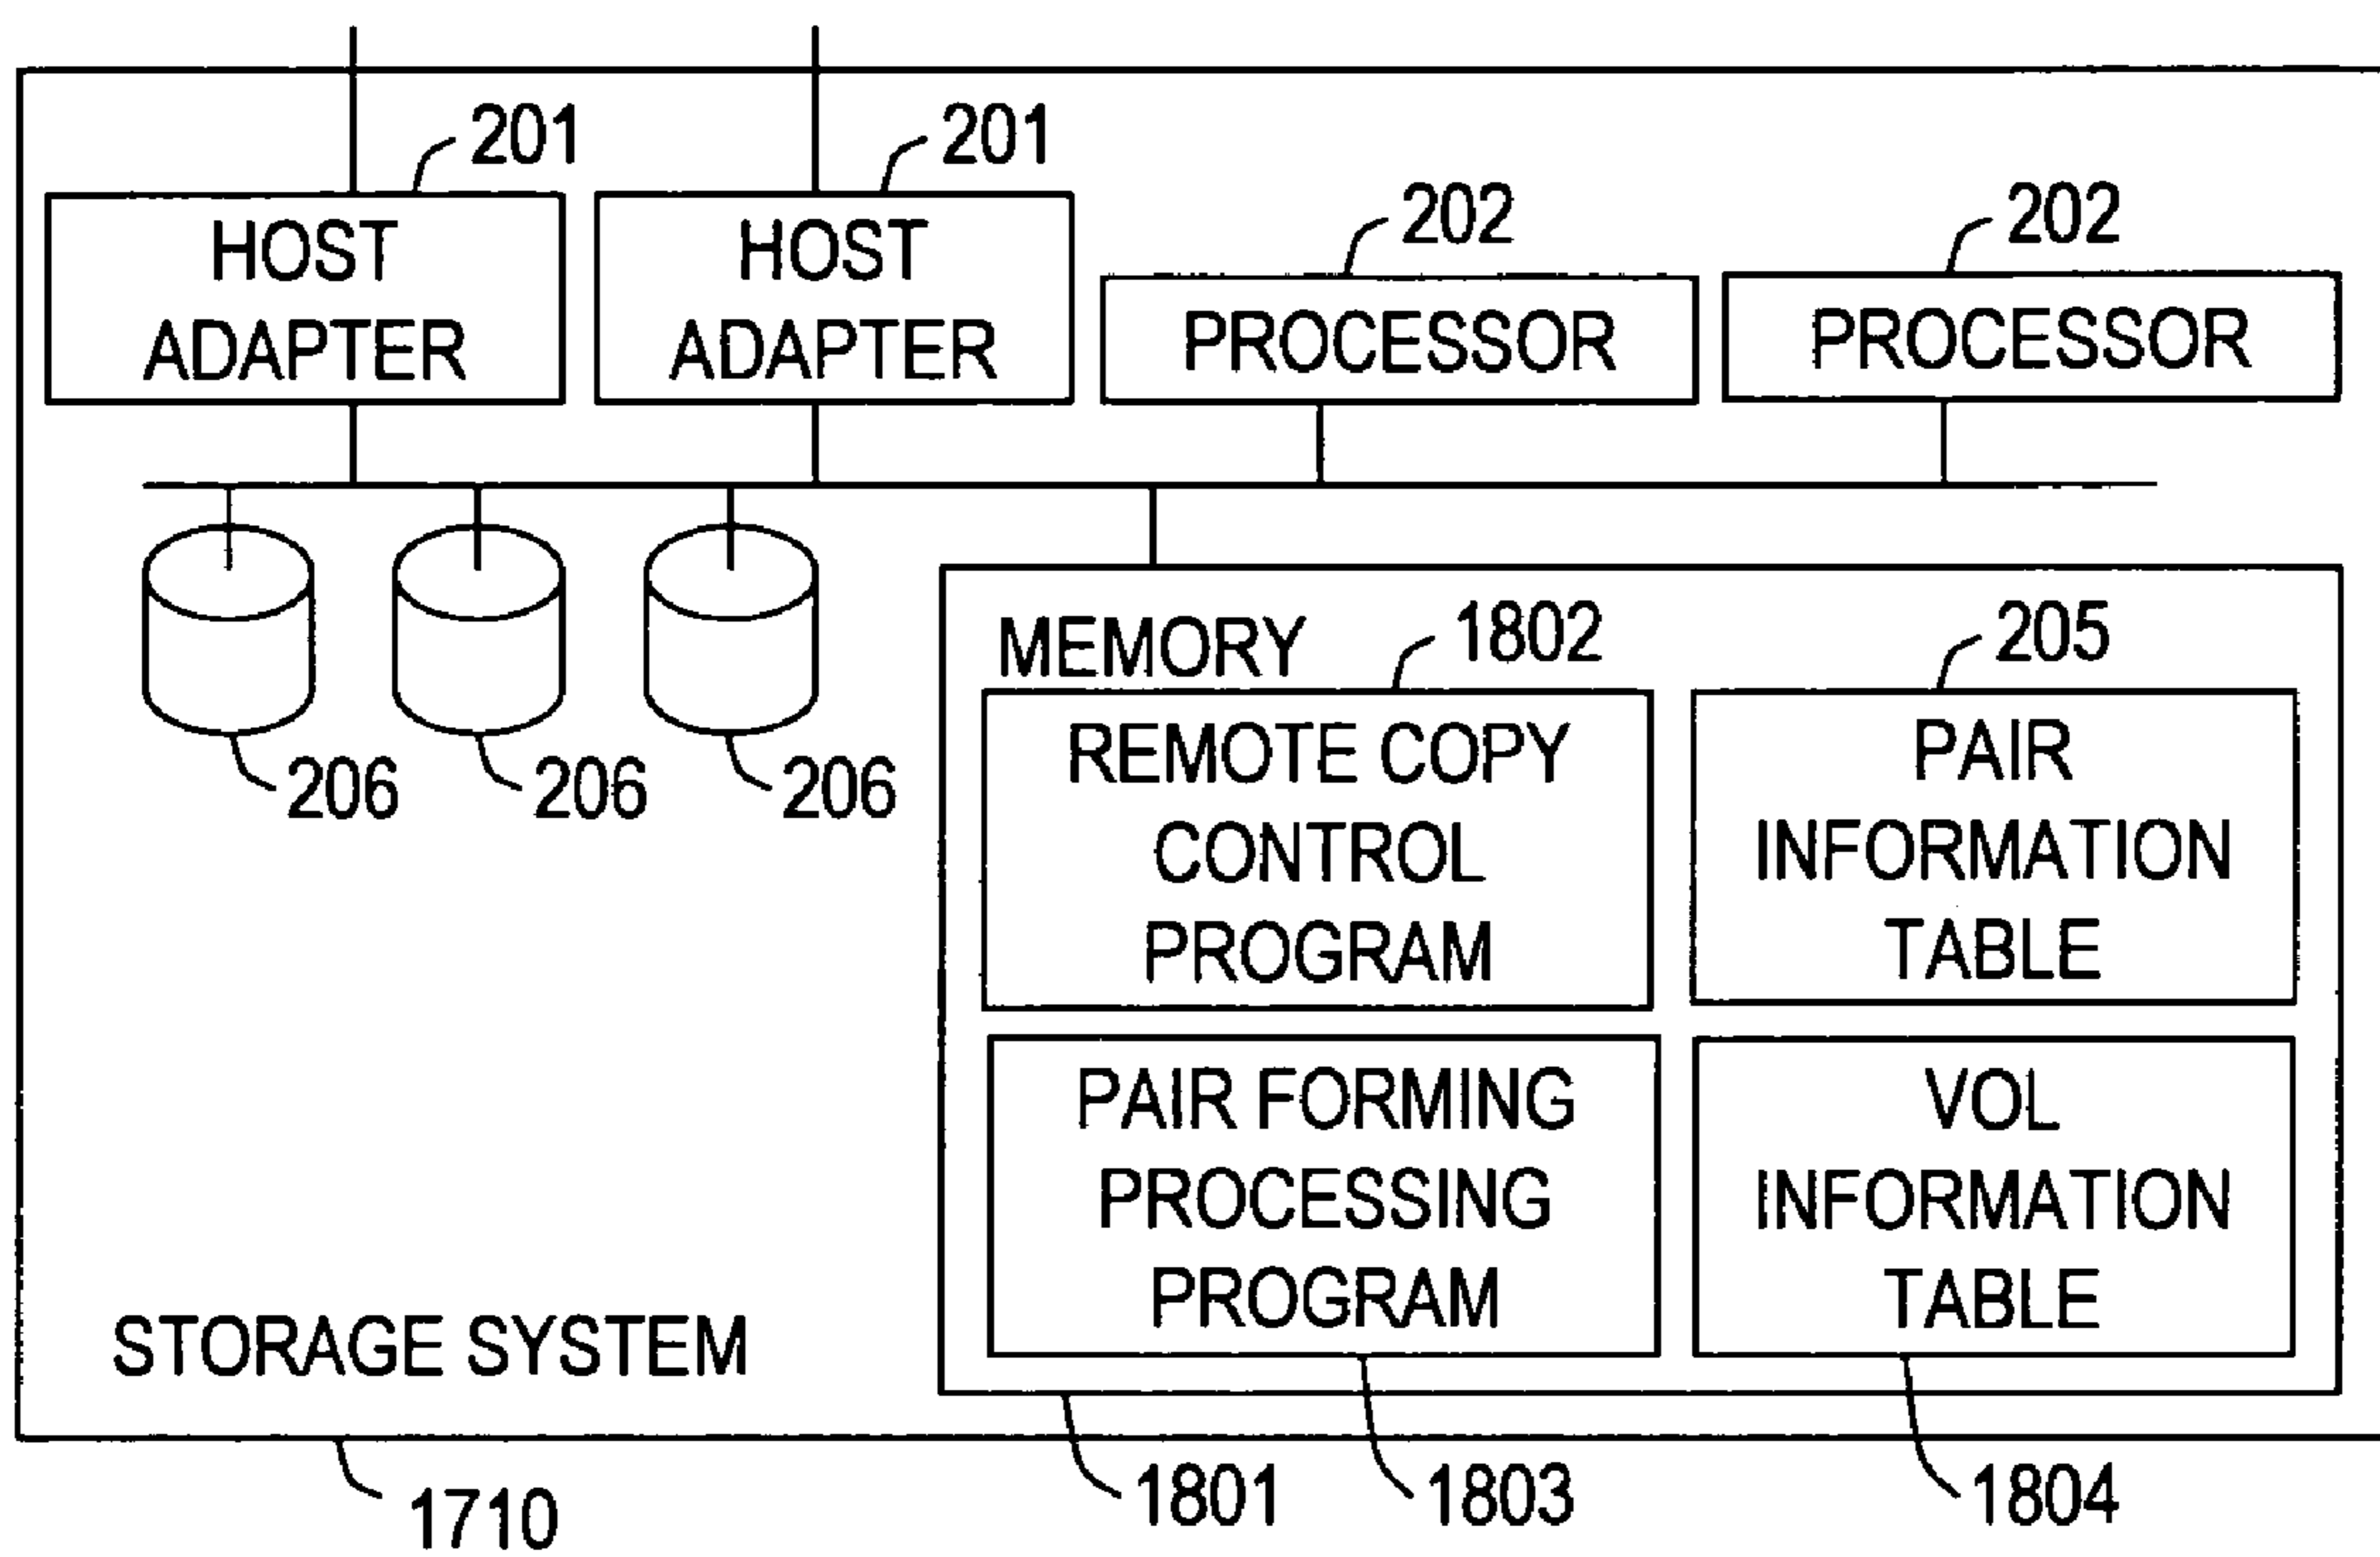 201
201
202
202
HOST
ADAPTER
HOST
ADAPTER
PROCESSOR
PROCESSOR
206
206
206
MEMORY
1802
205
REMOTE COPY
CONTROL
PROGRAM
PAIR
INFORMATION
TABLE
PAIR FORMING
PROCESSING
PROGRAM
VOL
INFORMATION
TABLE
STORAGE SYSTEM
1710
1801
1803
1804